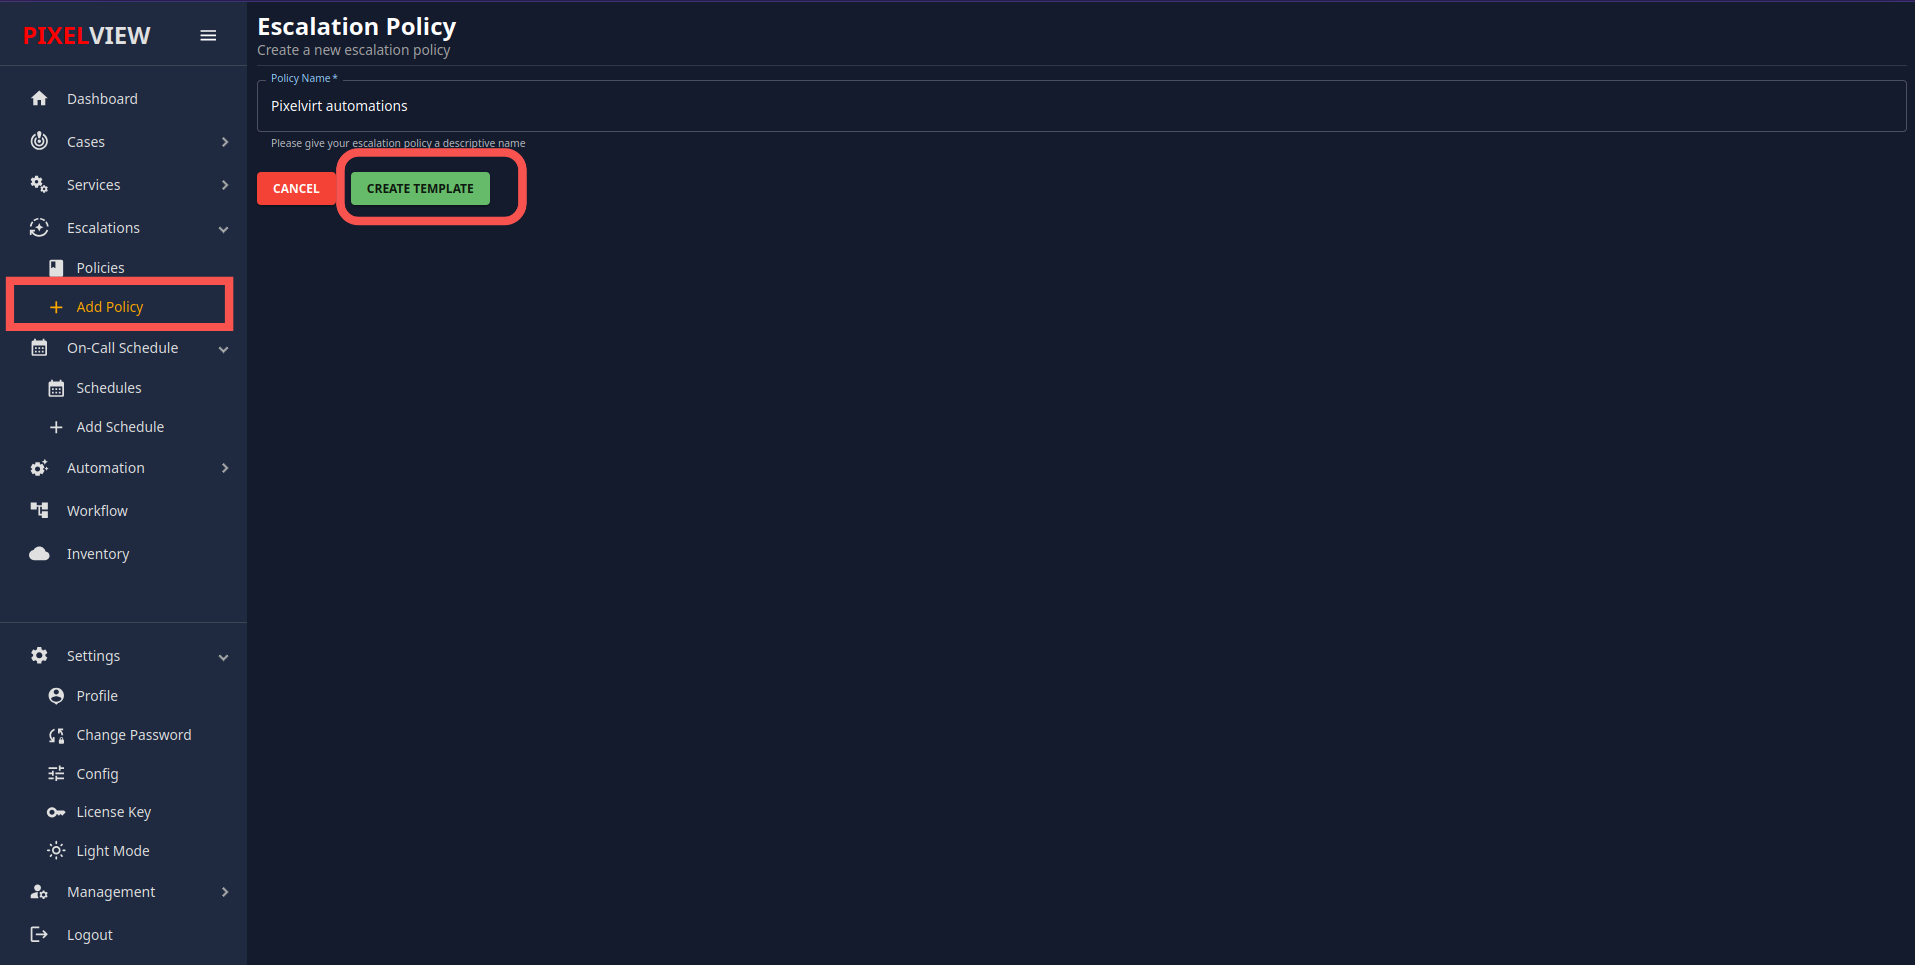 PIXELVIEW
Dashboard
Cases
Services
Escalations
Policies
Add Policy
On-Call Schedule
Schedules
Add Schedule
Automation
Workflow
Inventory
Settings
Profile
Change Password
Config
License Key
Light Mode
Management
Logout
Escalation Policy
Create a new escalation policy
Policy Name *
Pixelvirt automations
Please give your escalation policy a descriptive name
CANCEL
CREATE TEMPLATE